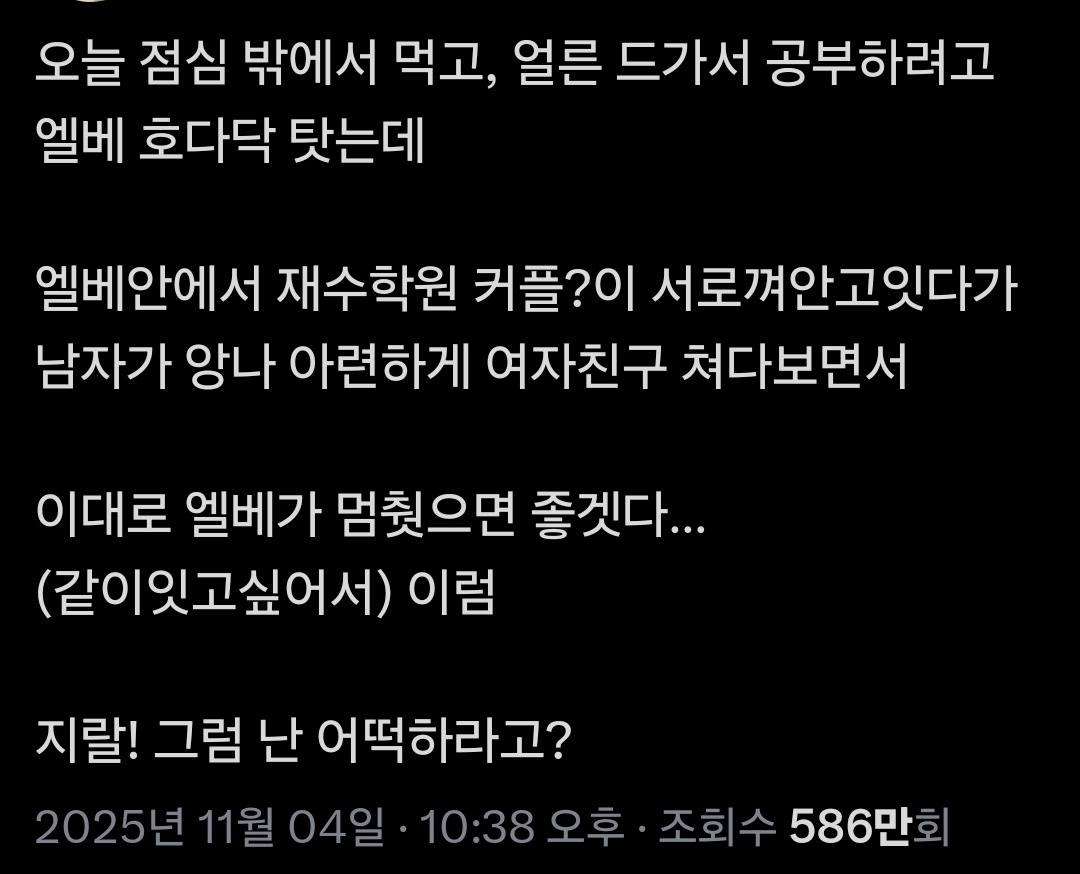 오늘 점심 밖에서 먹고, 얼른 드가서 공부하려고
엘베 호다닥 탓는데
엘베안에서 재수학원 커플?이 서로껴안고잇다가
남자가 앙나 아련하게 여자친구 쳐다보면서
이대로 엘베가 멈췃으면 좋겟다...
(같이잇고싶어서) 이럼
지랄! 그럼 난 어떡하라고?
2025년 11월 04일 · 10:38 오후 · 조회수 586만회